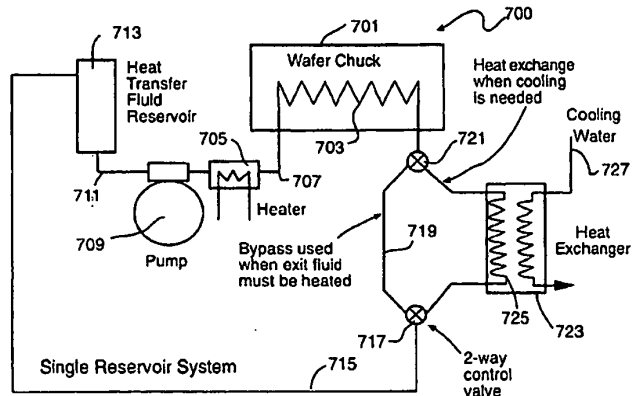 700
713
701
Wafer Chuck
Heat
Transfer
Fluid
Reservoir
Heat exchange
when cooling
is needed
Cooling
Water
705
703
721
727
711
707
Heater
709
Pump
719
Bypass used
when exit fluid
must be heated
Heat
Exchanger
725
723
717
2-way
control
valve
Single Reservoir System
715